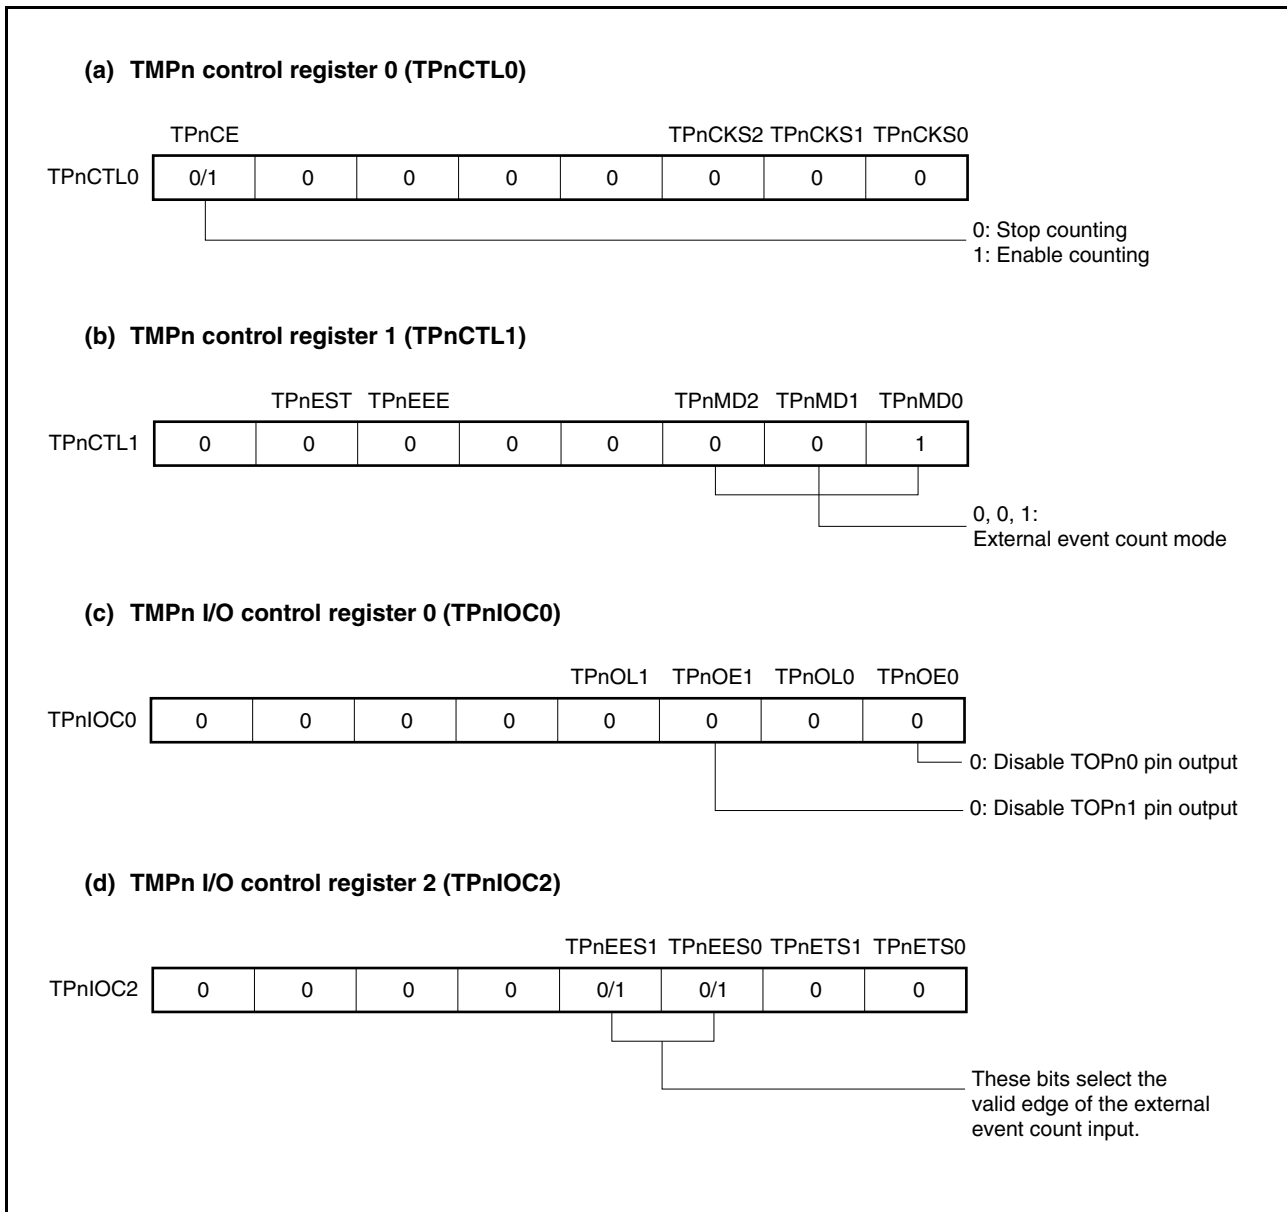 (a) TMPn control register 0 (TPnCTL0)
TPnCE TPnCKS2 TPnCKS1 TPnCKS0
TPnCTL0 0/1 0 0 0 0 0 0 0
0: Stop counting
1: Enable counting
(b) TMPn control register 1 (TPnCTL1)
TPnEST TPnEEE TPnMD2 TPnMD1 TPnMD0
TPnCTL1 0 0 0 0 0 0 0 1
0, 0, 1:
External event count mode
(c) TMPn I/O control register 0 (TPnIOC0)
TPnOL1 TPnOE1 TPnOL0 TPnOE0
TPnIOC0 0 0 0 0 0 0 0 0
0: Disable TOPn0 pin output
0: Disable TOPn1 pin output
(d) TMPn I/O control register 2 (TPnIOC2)
TPnEES1 TPnEES0 TPnETS1 TPnETS0
TPnIOC2 0 0 0 0 0/1 0/1 0 0
These bits select the
valid edge of the external
event count input.